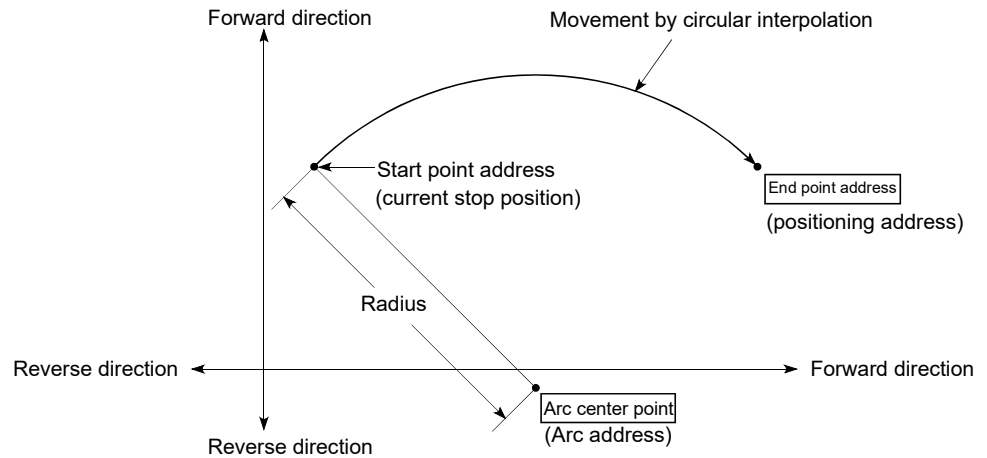 Forward direction
Movement by circular interpolation
Start point address
(current stop position)
End point address
(positioning address)
Radius
Reverse direction
Forward direction
Arc center point
(Arc address)
Reverse direction